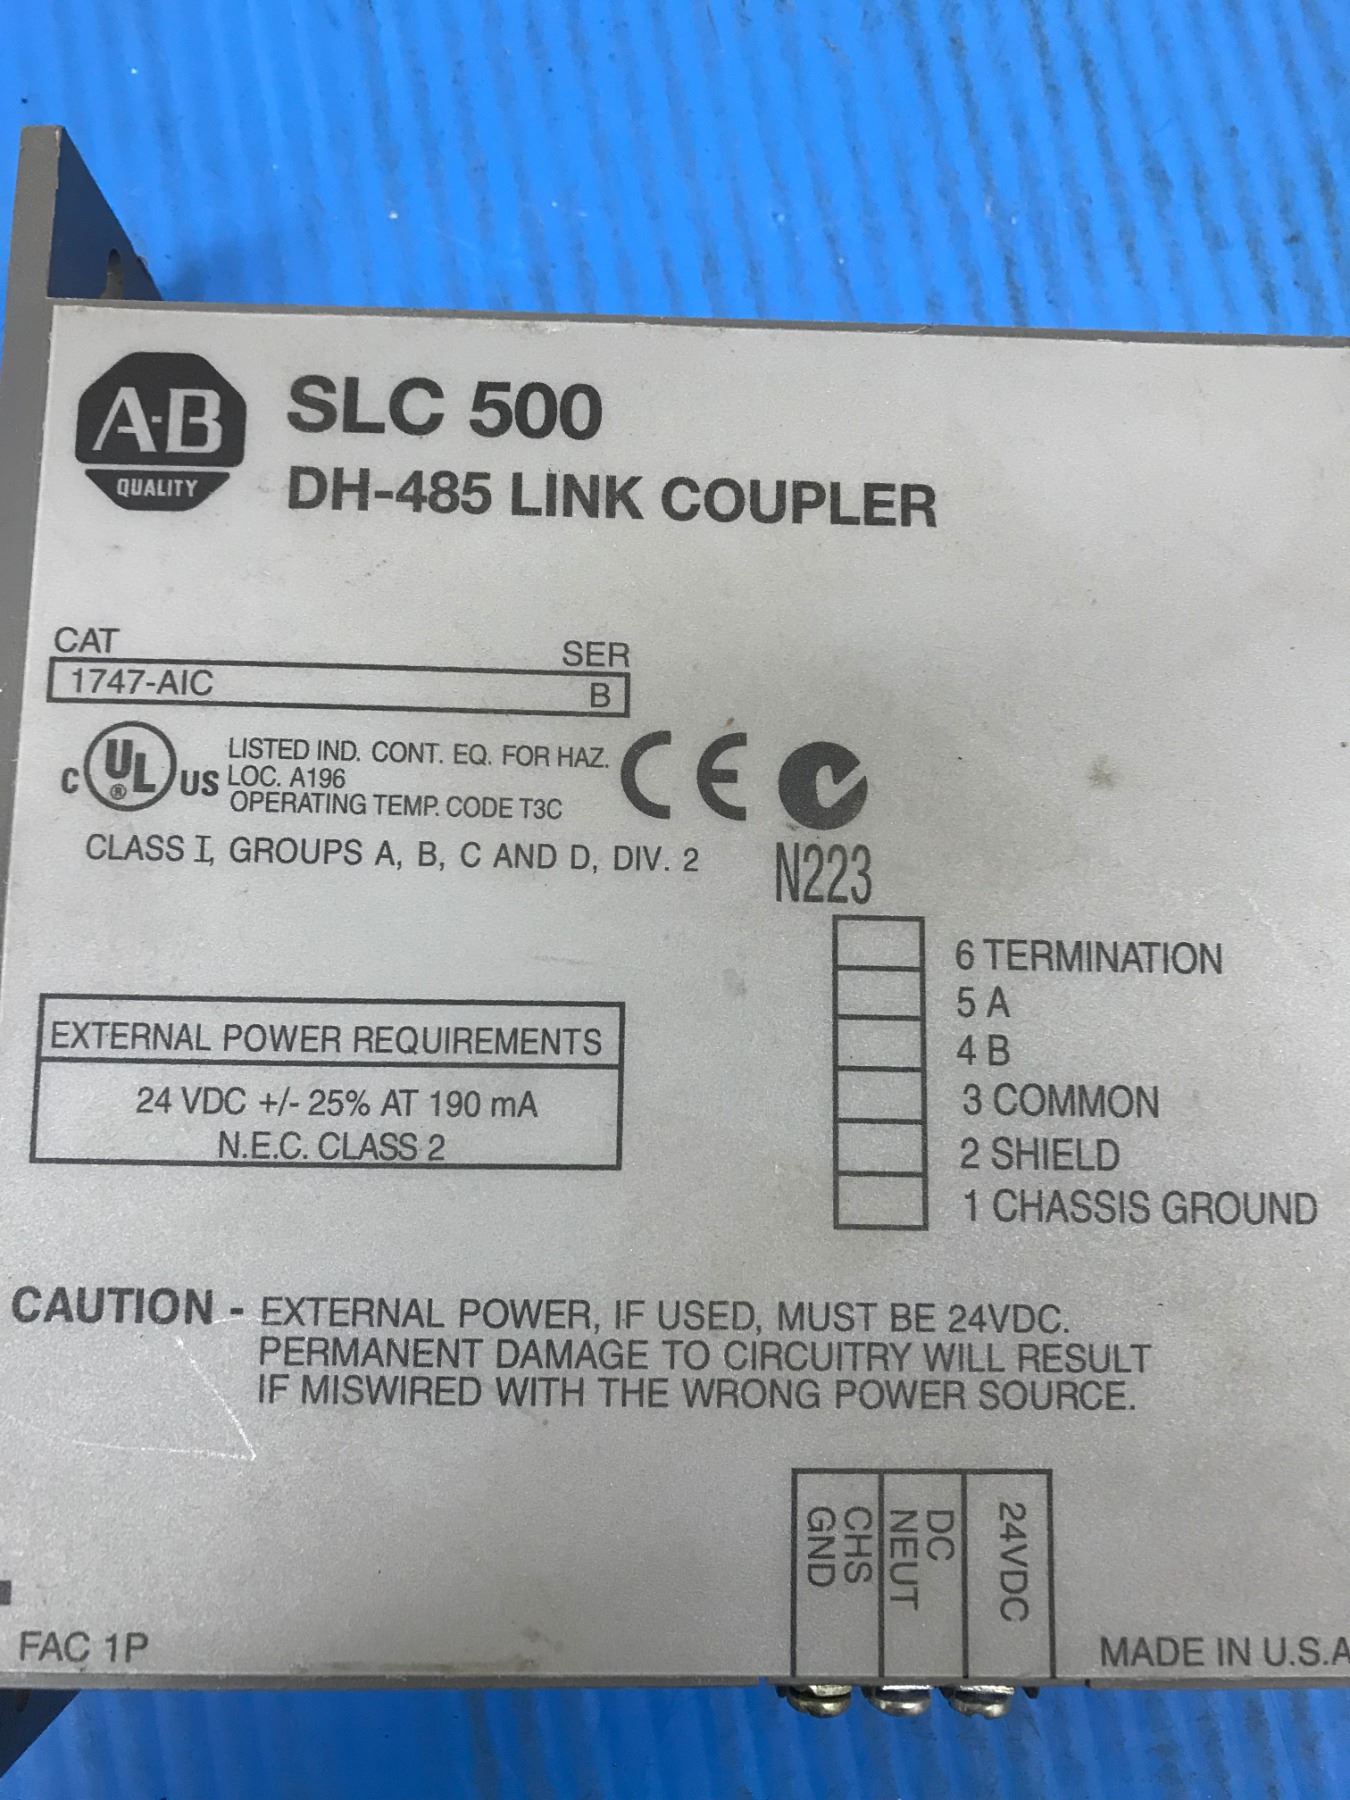 A-B
QUALITY
SLC 500
DH-485 LINK COUPLER
CAT SER
1747-AIC B
C UL ® US
LISTED IND. CONT. EQ. FOR HAZ.
LOC. A196
OPERATING TEMP. CODE T3C
CE
CLASS I, GROUPS A, B, C AND D, DIV. 2
N223
6 TERMINATION
5 A
4 B
3 COMMON
2 SHIELD
1 CHASSIS GROUND
EXTERNAL POWER REQUIREMENTS
24 VDC +/- 25% AT 190 mA
N.E.C. CLASS 2
CAUTION - EXTERNAL POWER, IF USED, MUST BE 24VDC.
PERMANENT DAMAGE TO CIRCUITRY WILL RESULT
IF MISWIRED WITH THE WRONG POWER SOURCE.
CHS
GND
DC
NEUT
24VDC
FAC 1P
MADE IN U.S.A